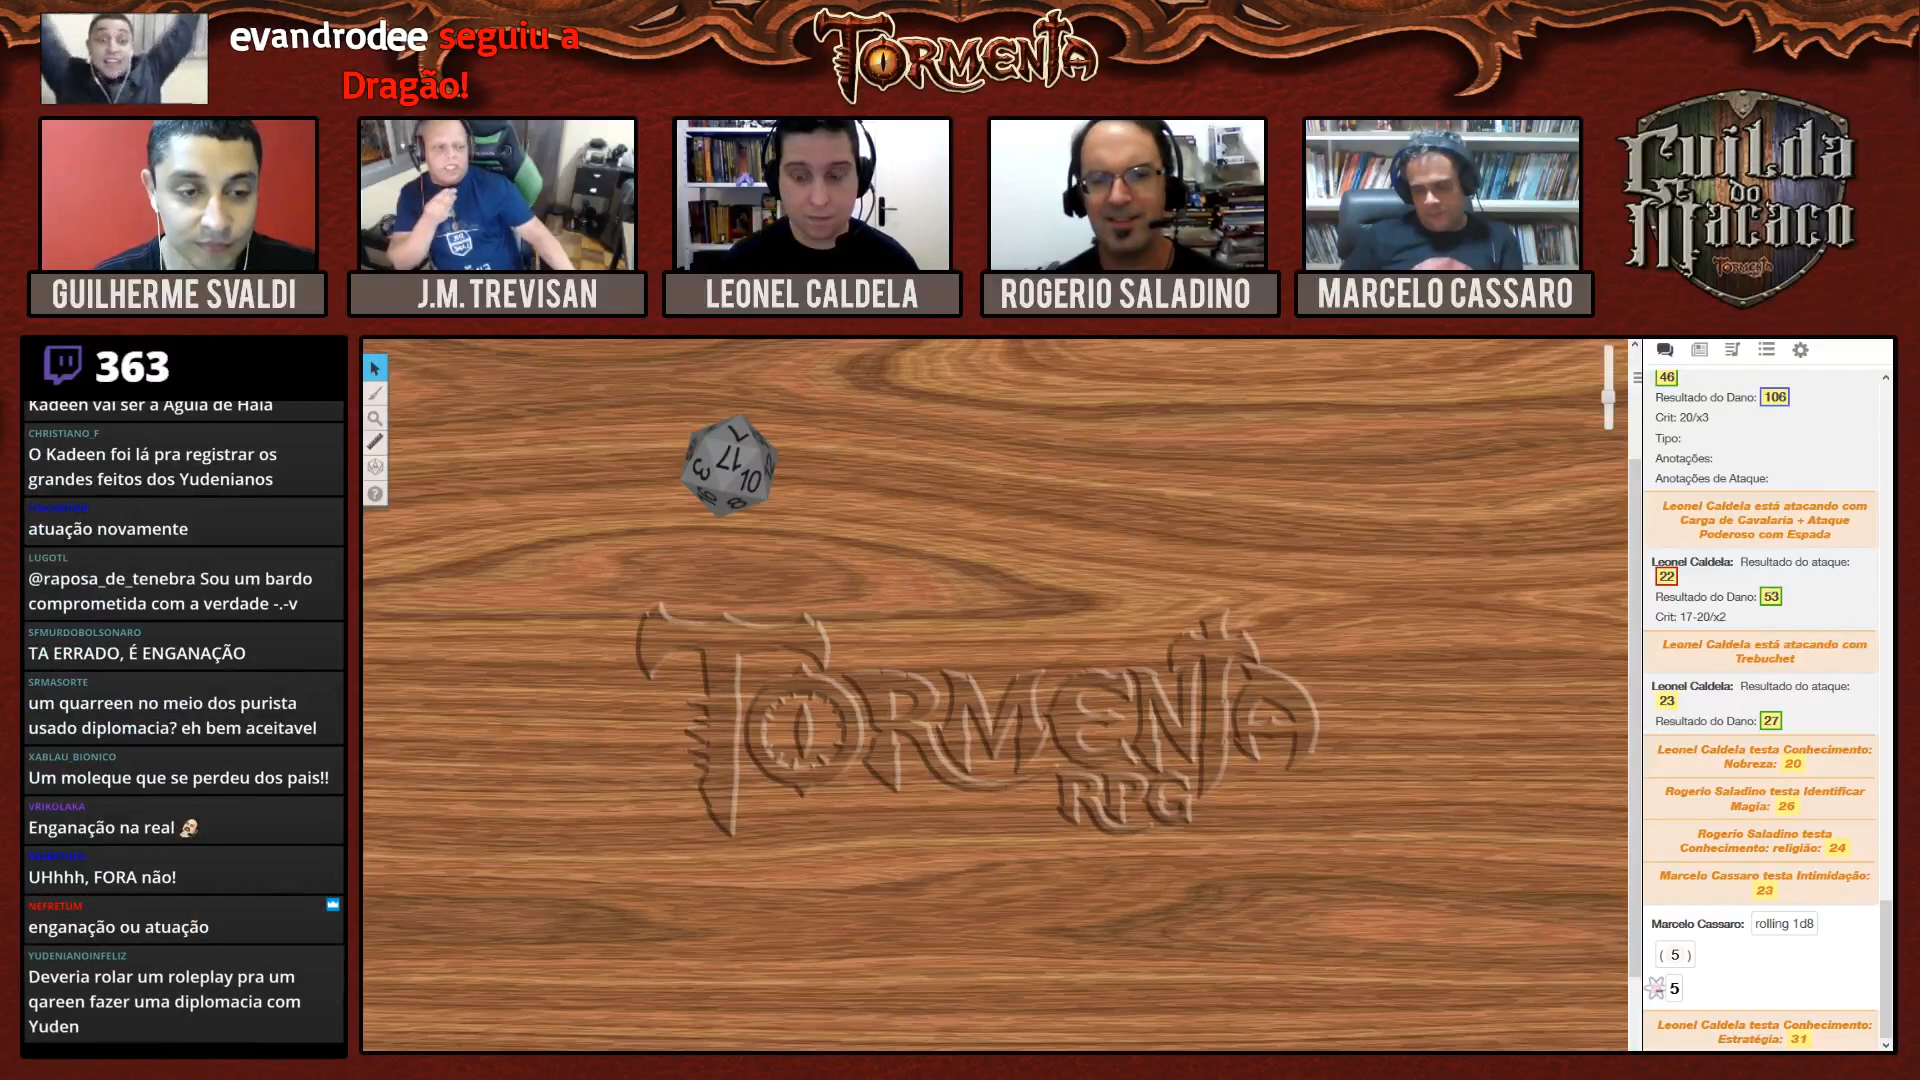 evandrodee seguiu a
Dragão!
TORMENTA
GUILHERME SVALDI
J.M. TREVISAN
LEONEL CALDELA
ROGERIO SALADINO
MARCELO CASSARO
Guilda
do
Macaco
TORMENTA
363
Kadeen vai ser a Águia de Hala
CHRISTIANO_F
O Kadeen foi lá pra registrar os
grandes feitos dos Yudenianos
atuação novamente
LUGOTL
@raposa_de_tenebra Sou um bardo
comprometida com a verdade -.-v
SFMURDOBOLSONARO
TA ERRADO, É ENGANAÇÃO
SRMASORTE
um quarreen no meio dos purista
usado diplomacia? eh bem aceitavel
XABLAU_BIONICO
Um moleque que se perdeu dos pais!!
VRIKOLAKA
Enganação na real
UHhhh, FORA não!
NEFRETUM
enganação ou atuação
YUDENIANOINFELIZ
Deveria rolar um roleplay pra um
qareen fazer uma diplomacia com
Yuden
7
17
3
10
8
TORMENTA
RPG
46
Resultado do Dano: 106
Crit: 20/x3
Tipo:
Anotações:
Anotações de Ataque:
Leonel Caldela está atacando com
Carga de Cavalaria + Ataque
Poderoso com Espada
Leonel Caldela: Resultado do ataque:
22
Resultado do Dano: 53
Crit: 17-20/x2
Leonel Caldela está atacando com
Trebuchet
Leonel Caldela: Resultado do ataque:
23
Resultado do Dano: 27
Leonel Caldela testa Conhecimento:
Nobreza: 20
Rogerio Saladino testa Identificar
Magia: 26
Rogerio Saladino testa
Conhecimento: religião: 24
Marcelo Cassaro testa Intimidação:
23
Marcelo Cassaro: rolling 1d8
( 5 )
= 5
Leonel Caldela testa Conhecimento:
Estratégia: 31